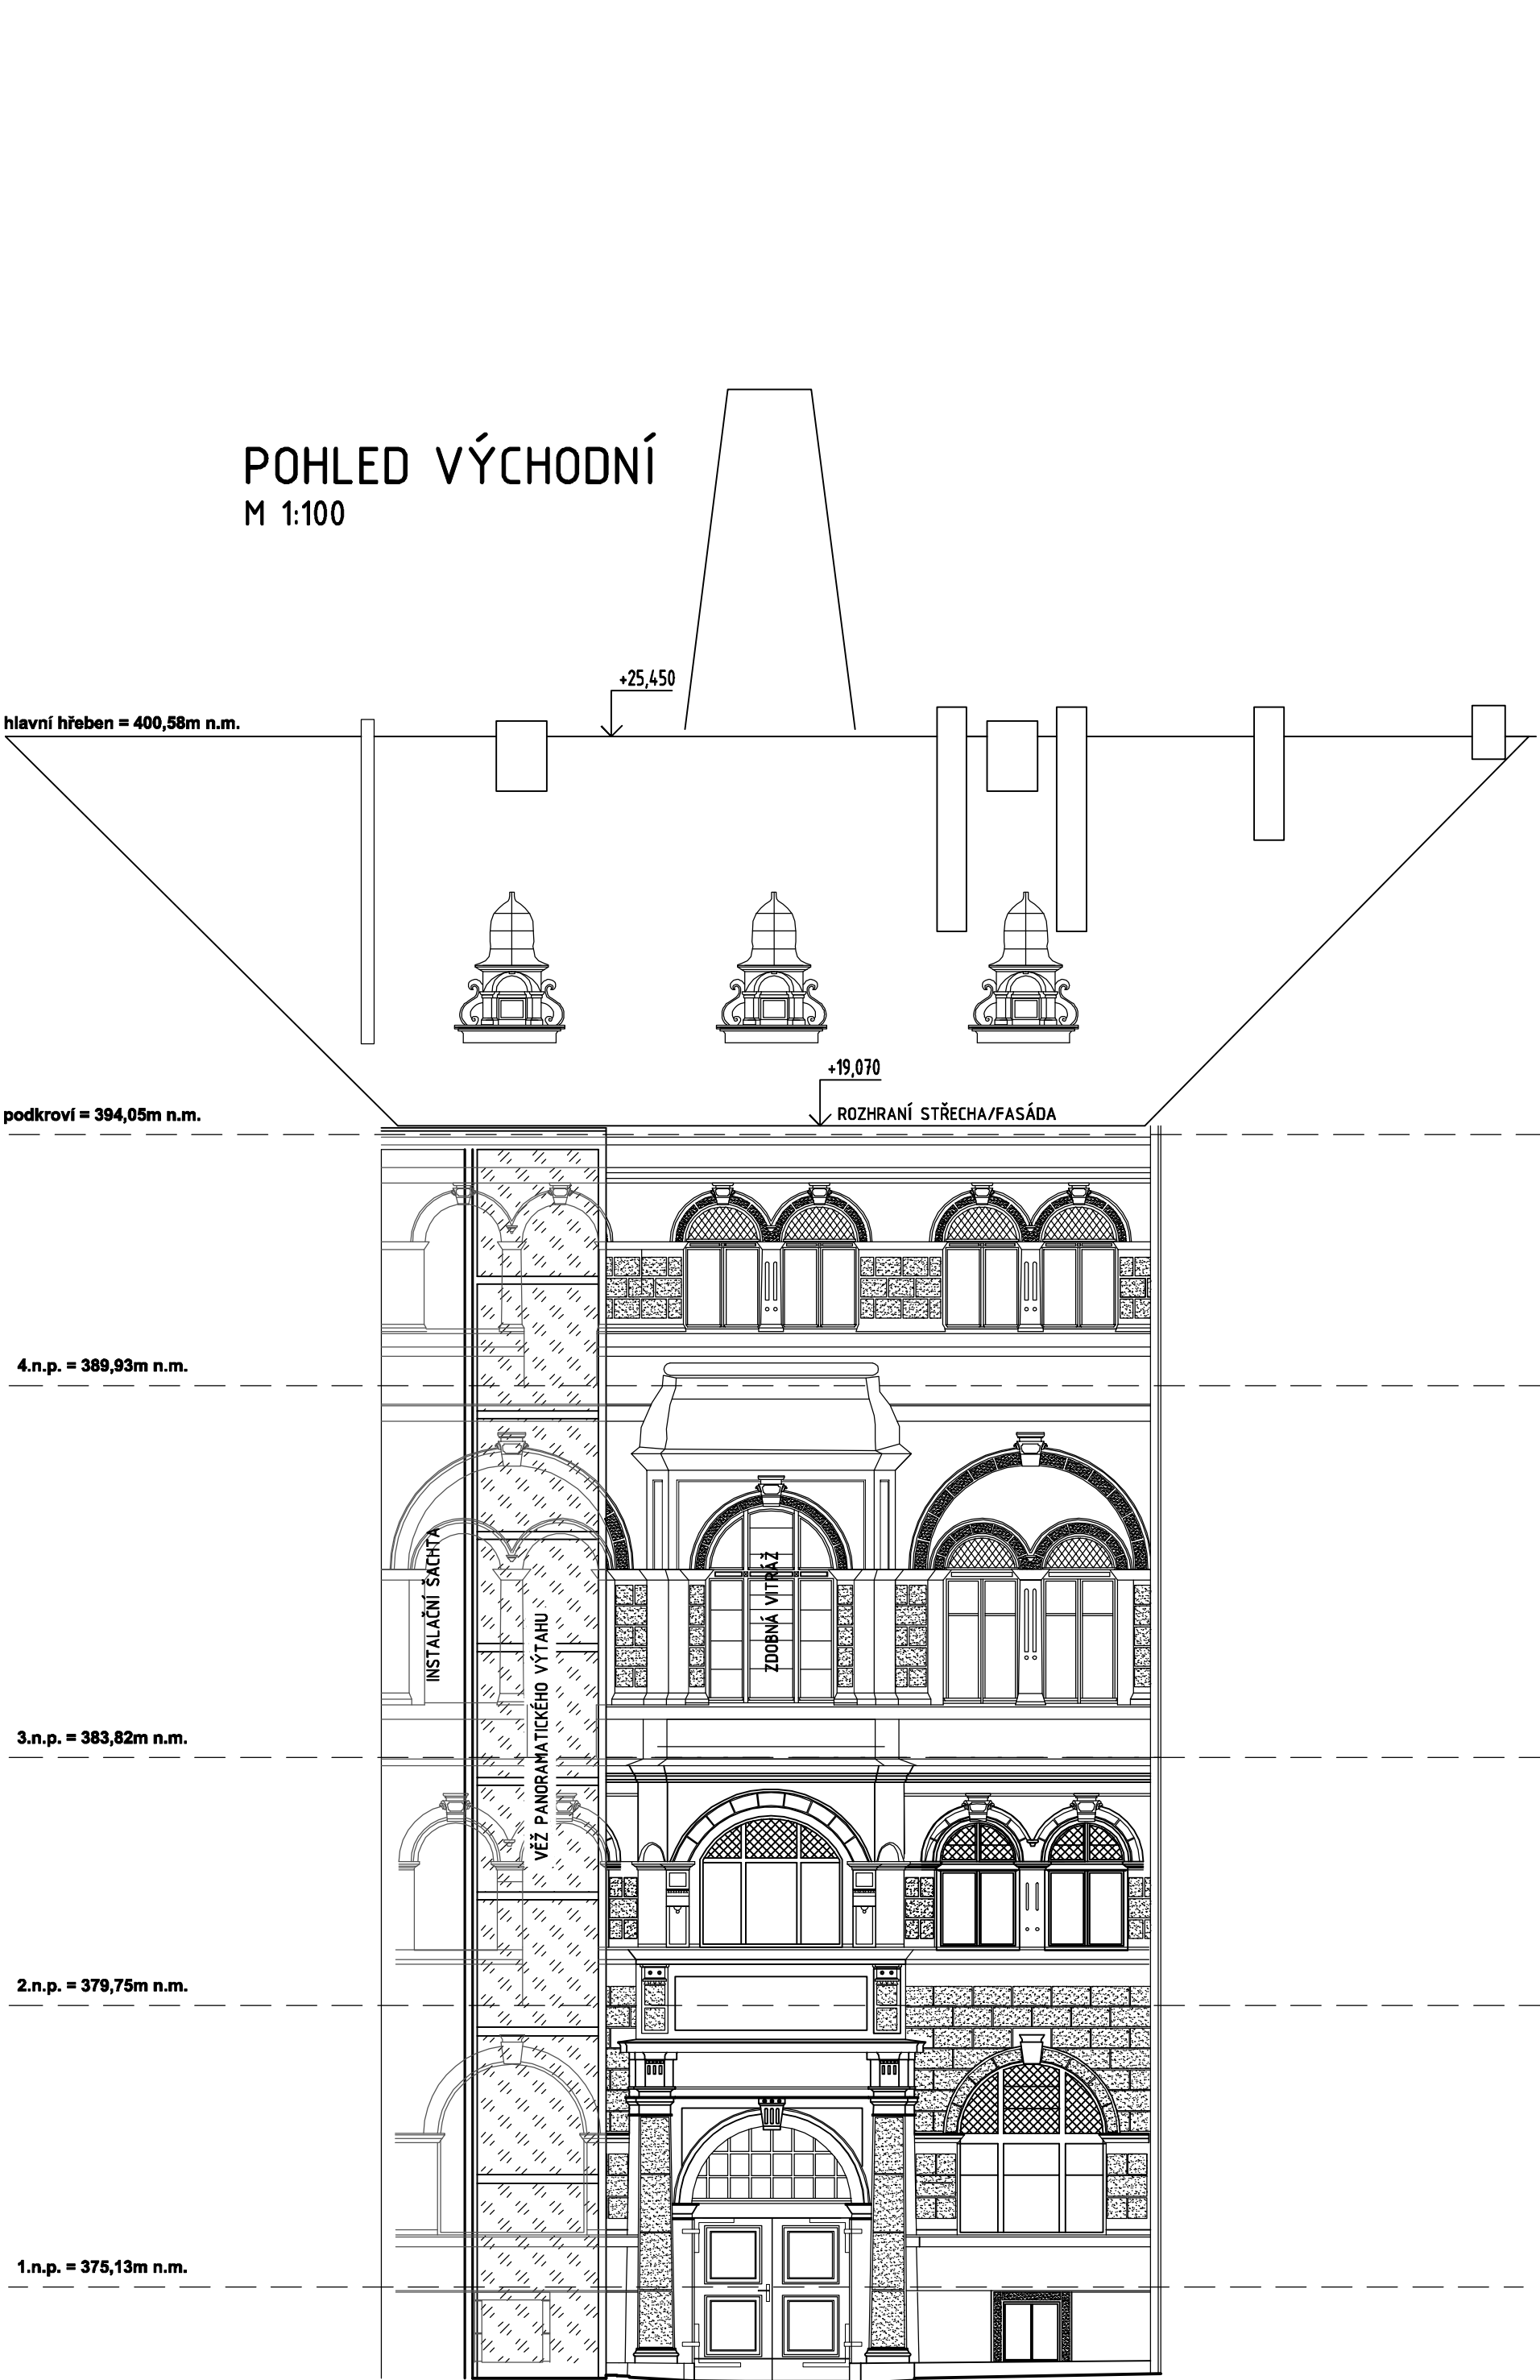 POHLED VÝCHODNÍ
M 1:100
+25,450
hlavní hřeben = 400,58m n.m.
+19,070
podkroví = 394,05m n.m.
ROZHRANÍ STŘECHA/FASÁDA
4.n.p. = 389,93m n.m.
INSTALAČNÍ ŠACHTA
VĚŽ PANORAMATICKÉHO VÝTAHU
ZDOBNÁ VITRÁŽ
3.n.p. = 383,82m n.m.
2.n.p. = 379,75m n.m.
1.n.p. = 375,13m n.m.